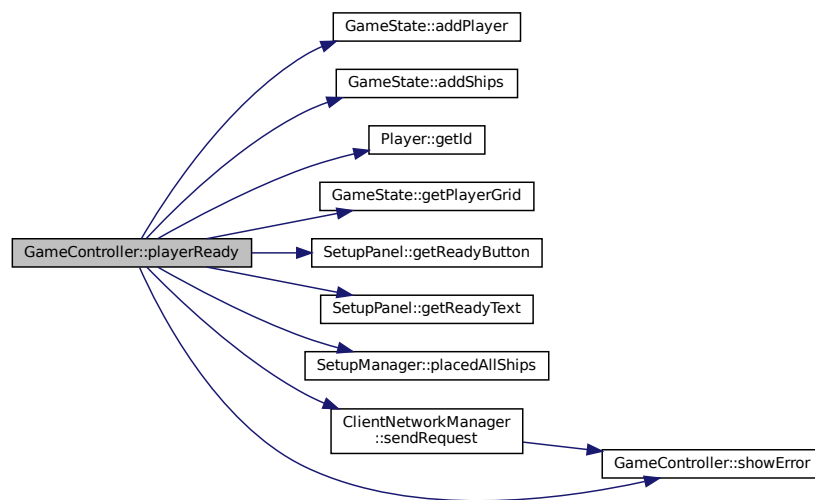 GameState::addPlayer
GameState::addShips
Player::getId
GameState::getPlayerGrid
GameController::playerReady
SetupPanel::getReadyButton
SetupPanel::getReadyText
SetupManager::placedAllShips
ClientNetworkManager
::sendRequest
GameController::showError